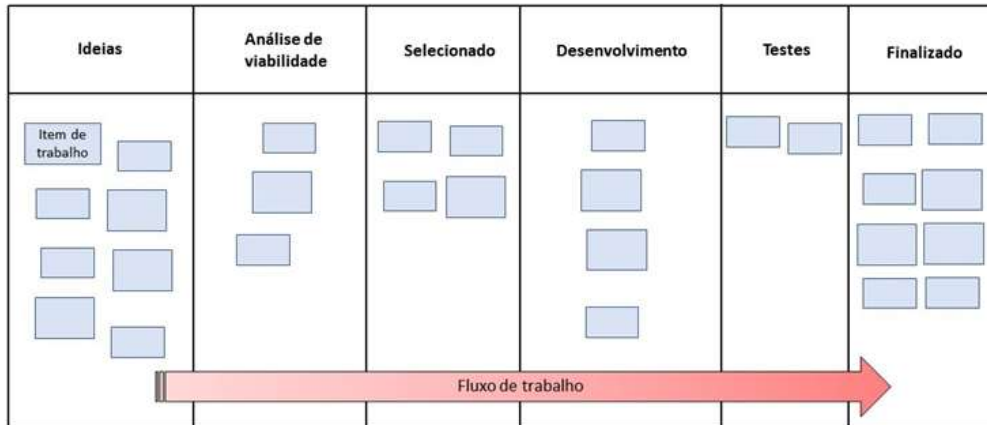 Ideias
Análise de
viabilidade
Selecionado
Desenvolvimento
Testes
Finalizado
Item de
trabalho
Fluxo de trabalho